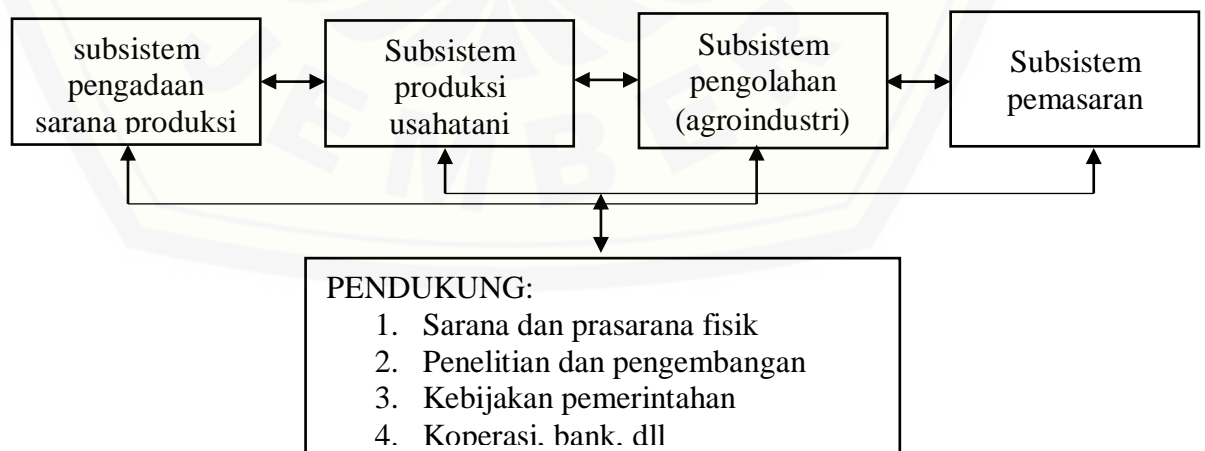 subsistem
pengadaan
sarana produksi
Subsistem
produksi
usahatani
Subsistem
pengolahan
(agroindustri)
Subsistem
pemasaran
PENDUKUNG:
1. Sarana dan prasarana fisik
2. Penelitian dan pengembangan
3. Kebijakan pemerintahan
4. Koperasi, bank, dll
JEMBER